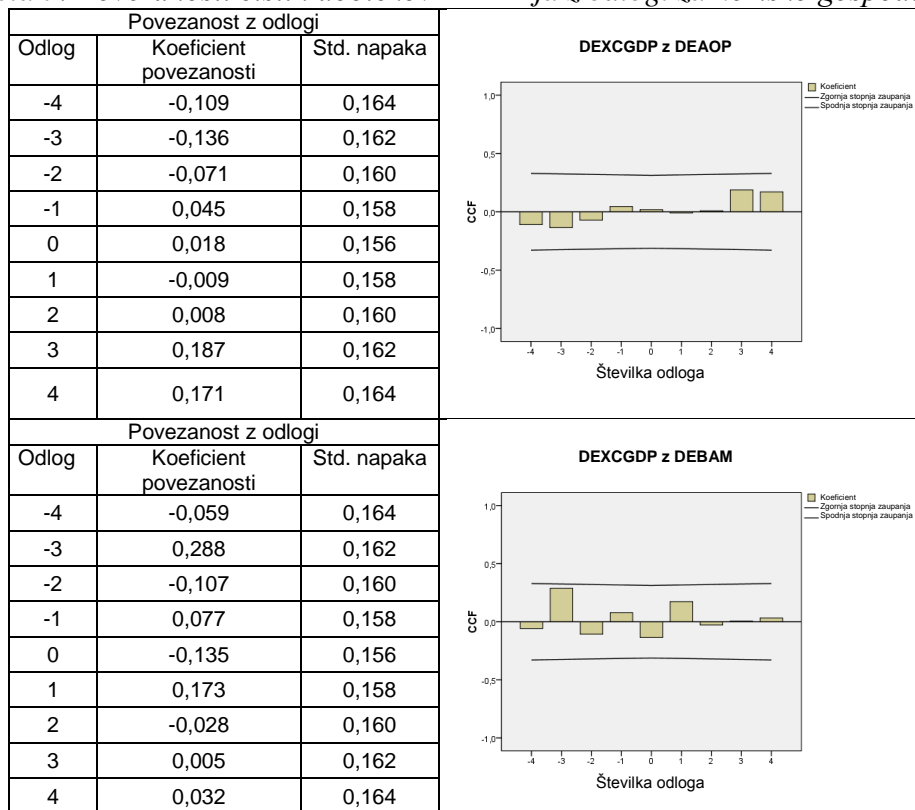 Povezanost z odlogi
Odlog Koeficient povezanosti Std. napaka
-4 -0,109 0,164
-3 -0,136 0,162
-2 -0,071 0,160
-1 0,045 0,158
0 0,018 0,156
1 -0,009 0,158
2 0,008 0,160
3 0,187 0,162
4 0,171 0,164
DEXCGDP z DEAOP
Koeficient
Zgornja stopnja zaupanja
Spodnja stopnja zaupanja
CCF
1,0
0,5
0,0
-0,5
-1,0
-4 -3 -2 -1 0 1 2 3 4
Številka odloga
Povezanost z odlogi
Odlog Koeficient povezanosti Std. napaka
-4 -0,059 0,164
-3 0,288 0,162
-2 -0,107 0,160
-1 0,077 0,158
0 -0,135 0,156
1 0,173 0,158
2 -0,028 0,160
3 0,005 0,162
4 0,032 0,164
DEXCGDP z DEBAM
Koeficient
Zgornja stopnja zaupanja
Spodnja stopnja zaupanja
CCF
1,0
0,5
0,0
-0,5
-1,0
-4 -3 -2 -1 0 1 2 3 4
Številka odloga